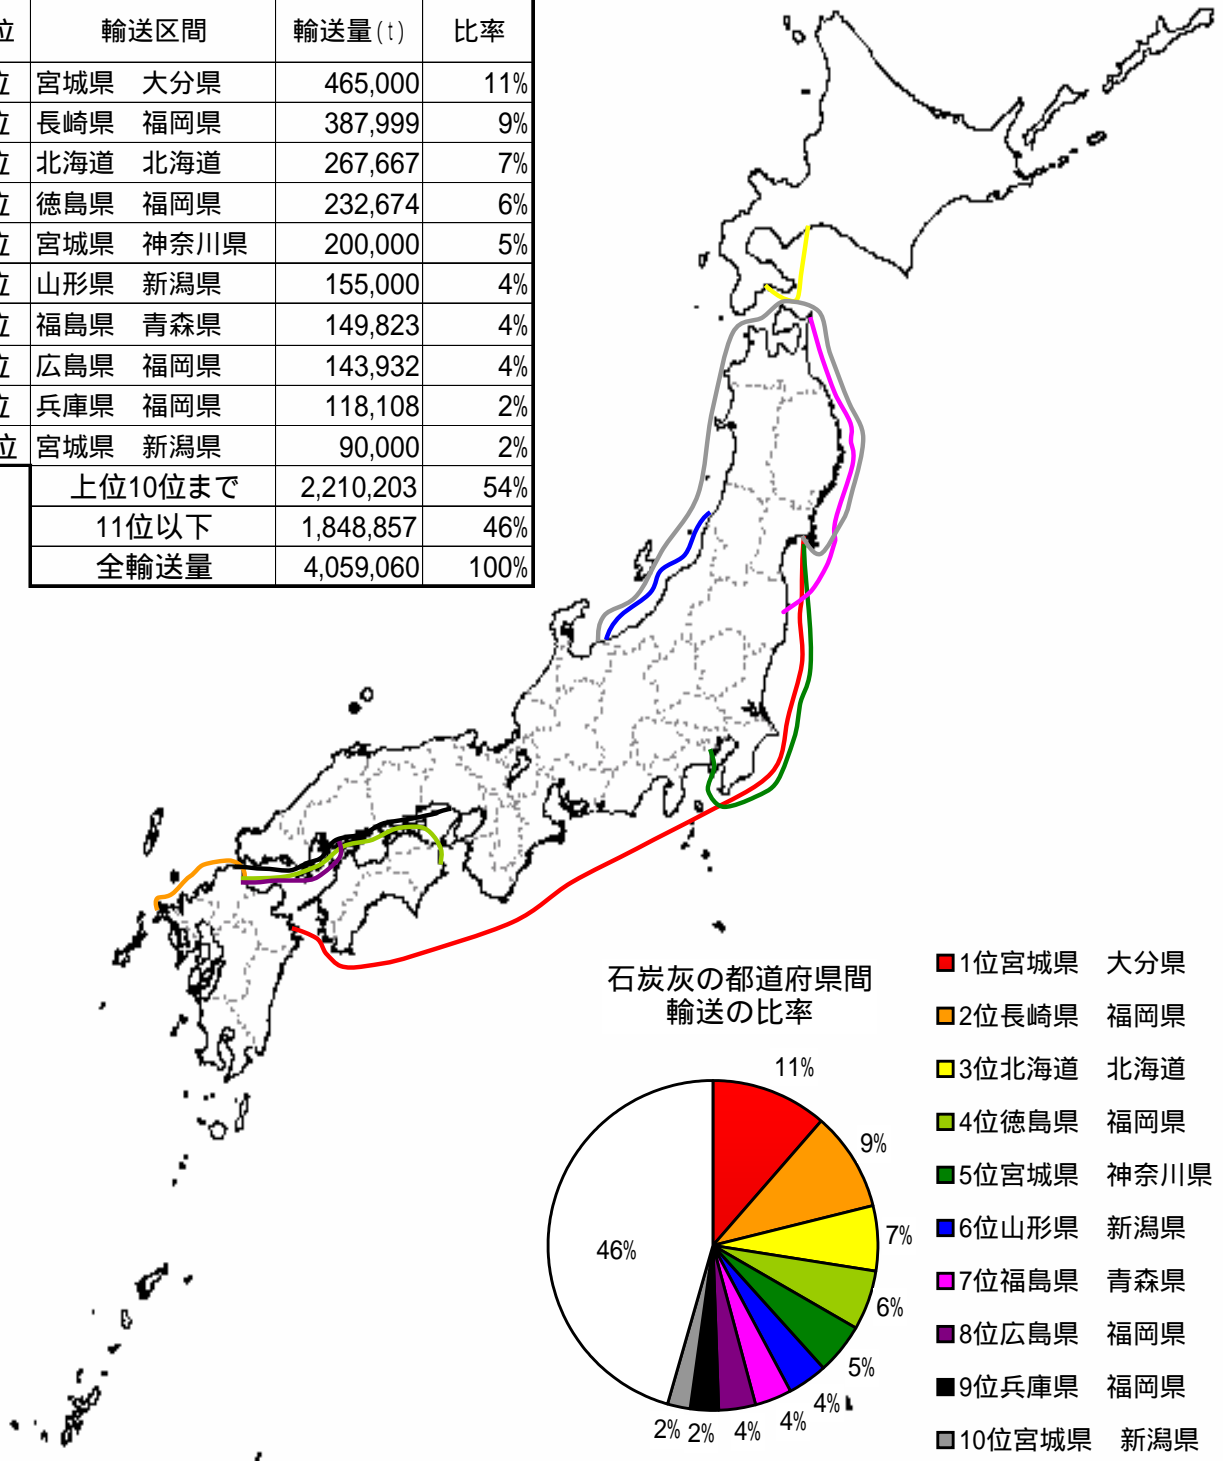 位 輸送区間 輸送量(t) 比率
位 宮城県 大分県 465,000 11%
位 長崎県 福岡県 387,999 9%
位 北海道 北海道 267,667 7%
位 徳島県 福岡県 232,674 6%
位 宮城県 神奈川県 200,000 5%
位 山形県 新潟県 155,000 4%
位 福島県 青森県 149,823 4%
位 広島県 福岡県 143,932 4%
位 兵庫県 福岡県 118,108 2%
位 宮城県 新潟県 90,000 2%
上位10位まで 2,210,203 54%
11位以下 1,848,857 46%
全輸送量 4,059,060 100%
石炭灰の都道府県間
輸送の比率
11%
9%
7%
6%
5%
4%
4%
4%
2%
2%
46%
1位宮城県 大分県
2位長崎県 福岡県
3位北海道 北海道
4位徳島県 福岡県
5位宮城県 神奈川県
6位山形県 新潟県
7位福島県 青森県
8位広島県 福岡県
9位兵庫県 福岡県
10位宮城県 新潟県